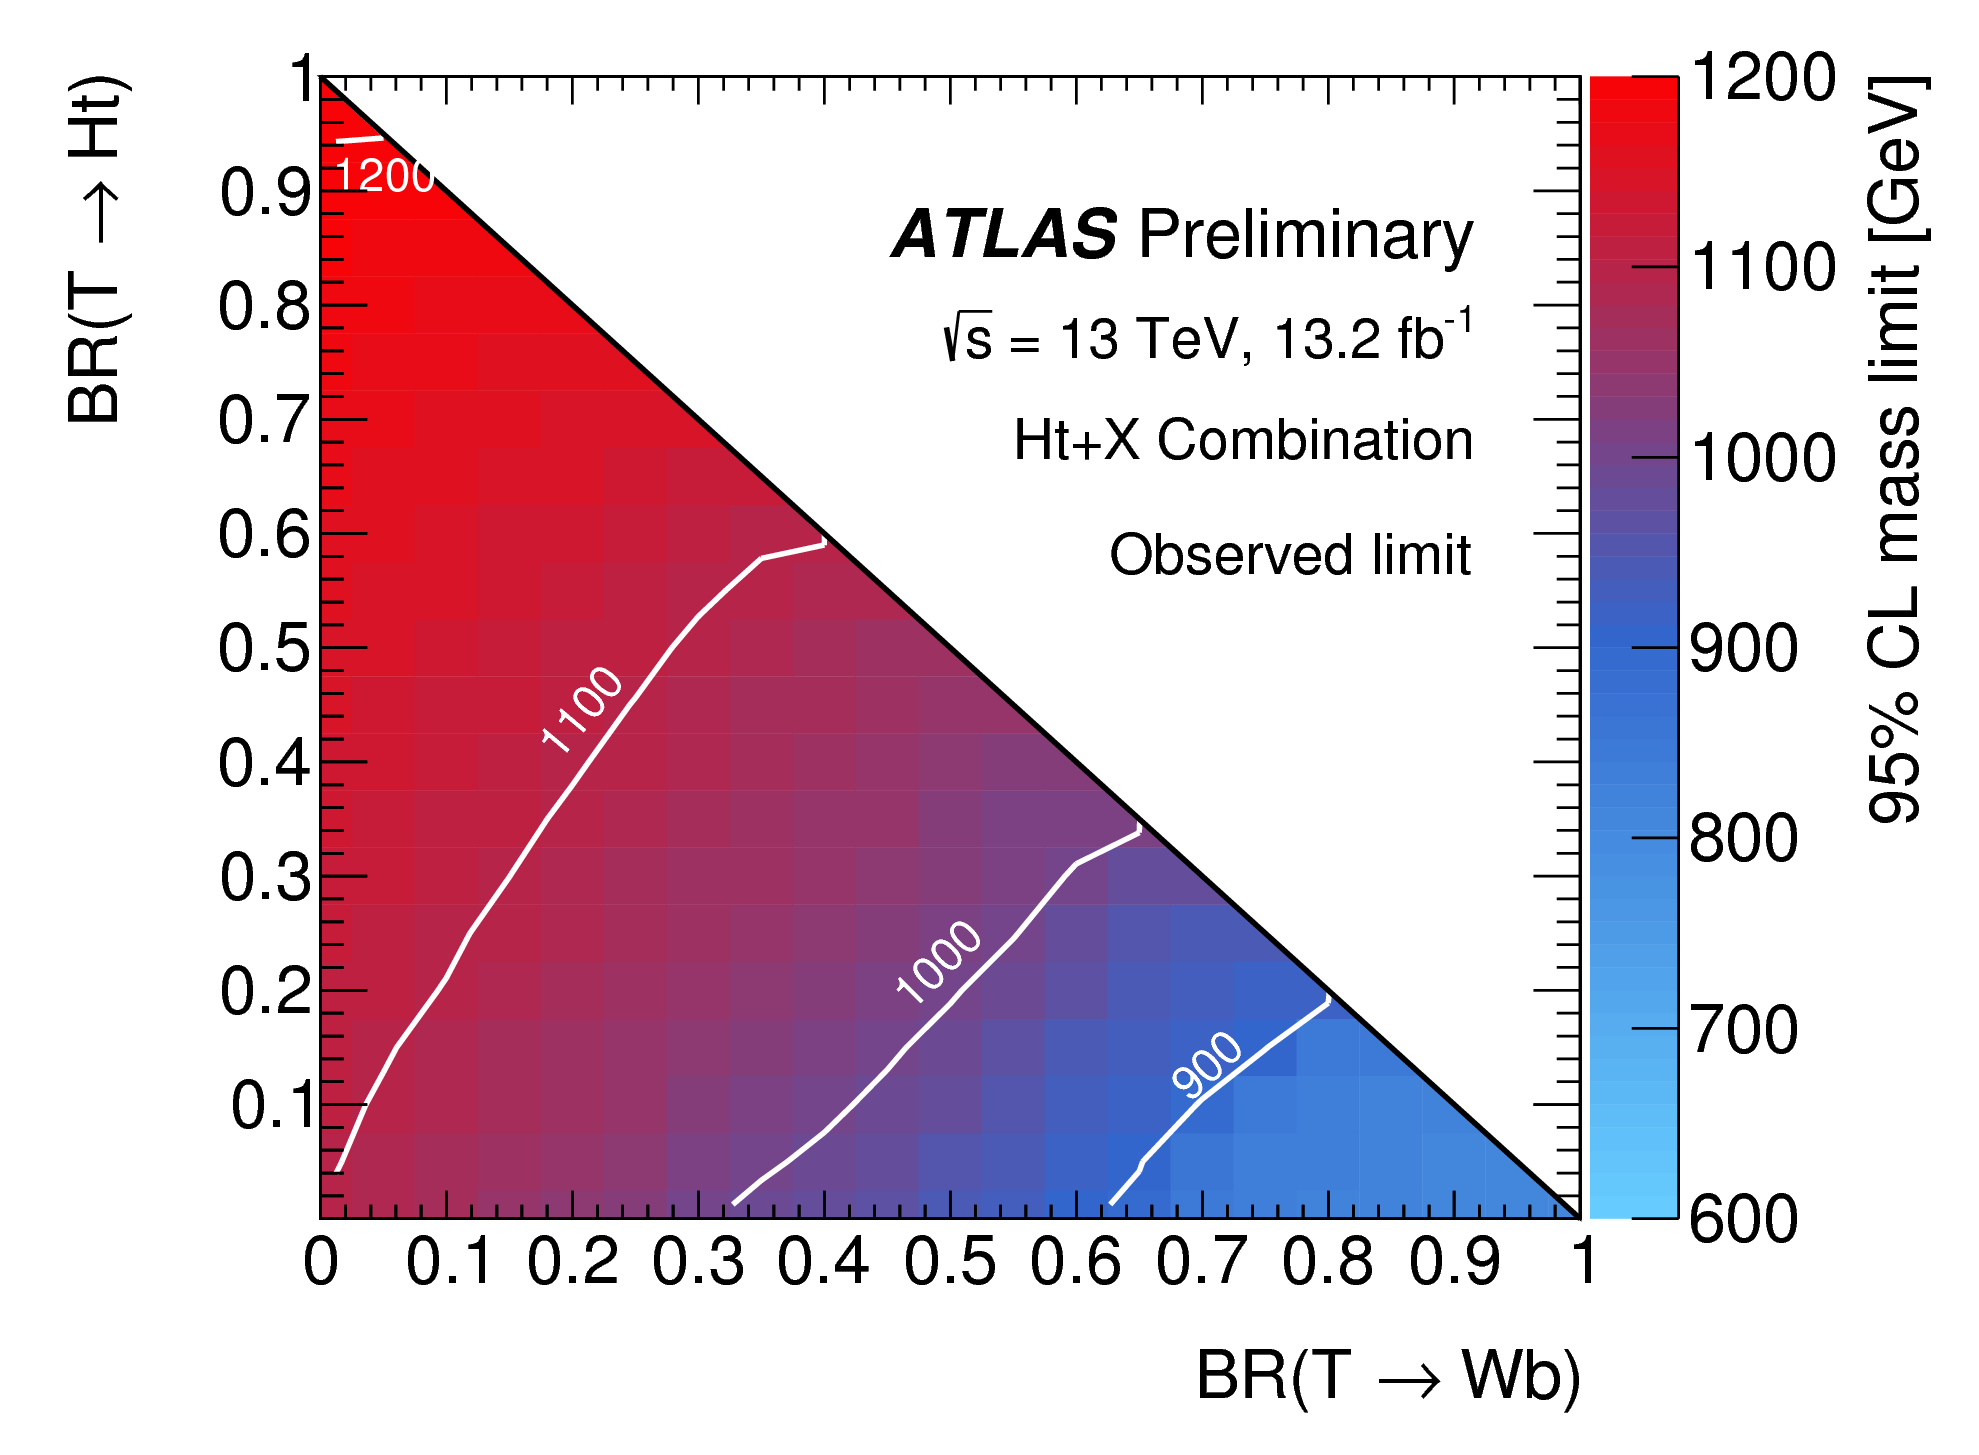 BR(T → Ht)
1
0.9
0.8
0.7
0.6
0.5
0.4
0.3
0.2
0.1
1200
1100
1000
900
ATLAS Preliminary
√s = 13 TeV, 13.2 fb⁻¹
Ht+X Combination
Observed limit
0 0.1 0.2 0.3 0.4 0.5 0.6 0.7 0.8 0.9 1
BR(T → Wb)
1200
1100
1000
900
800
700
600
95% CL mass limit [GeV]